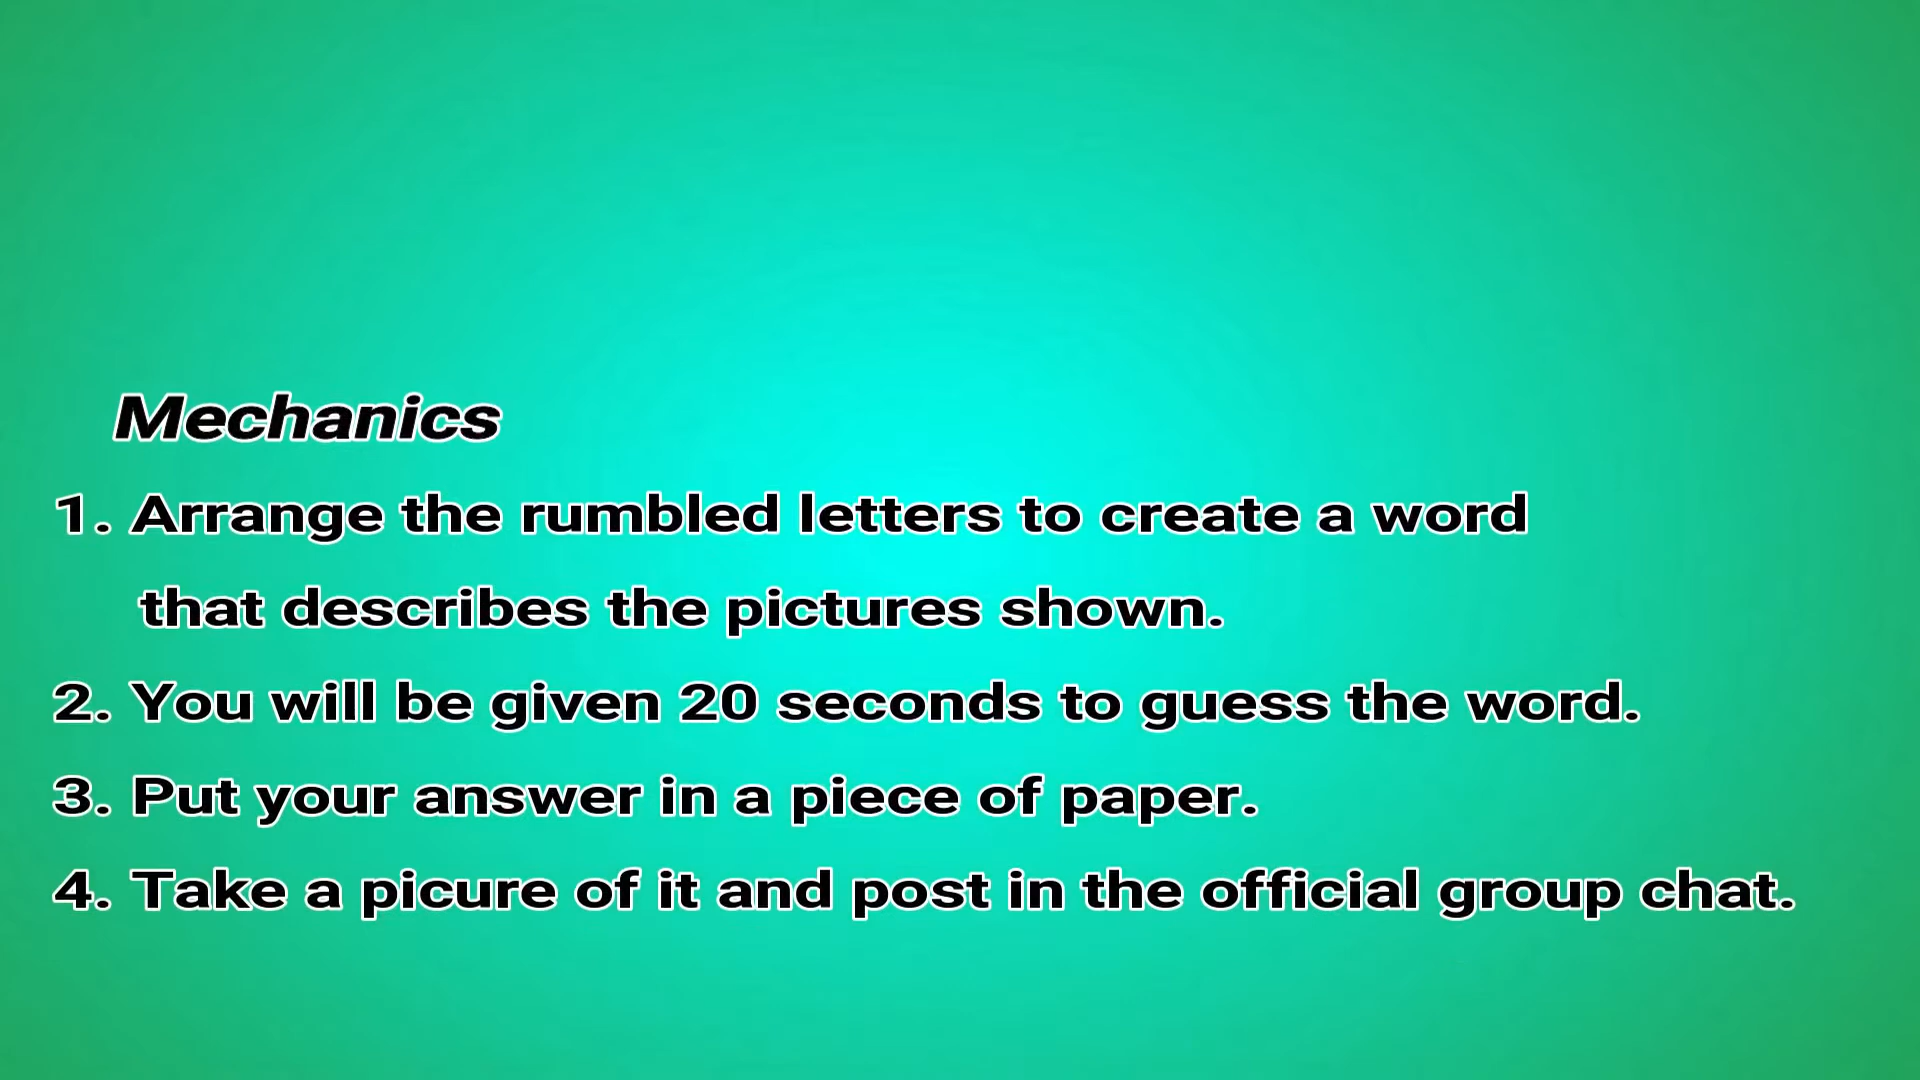 Mechanics
1. Arrange the rumbled letters to create a word
that describes the pictures shown.
2. You will be given 20 seconds to guess the word.
3. Put your answer in a piece of paper.
4. Take a picure of it and post in the official group chat.